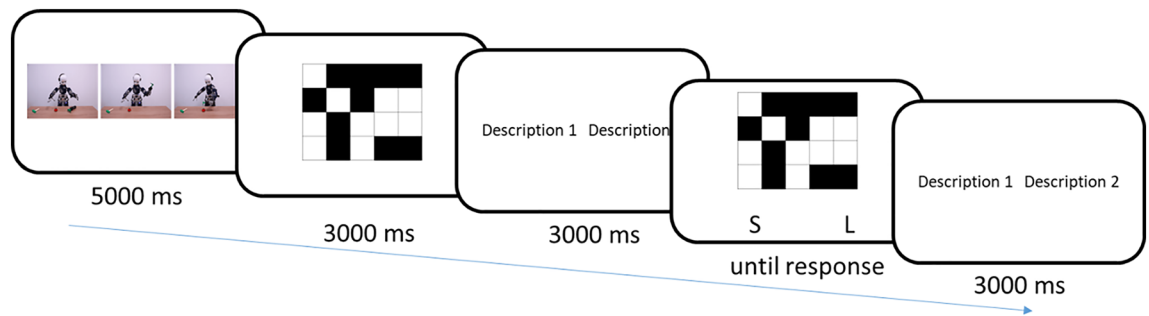 5000 ms
3000 ms
Description 1 Description
3000 ms
S L
until response
Description 1 Description 2
3000 ms